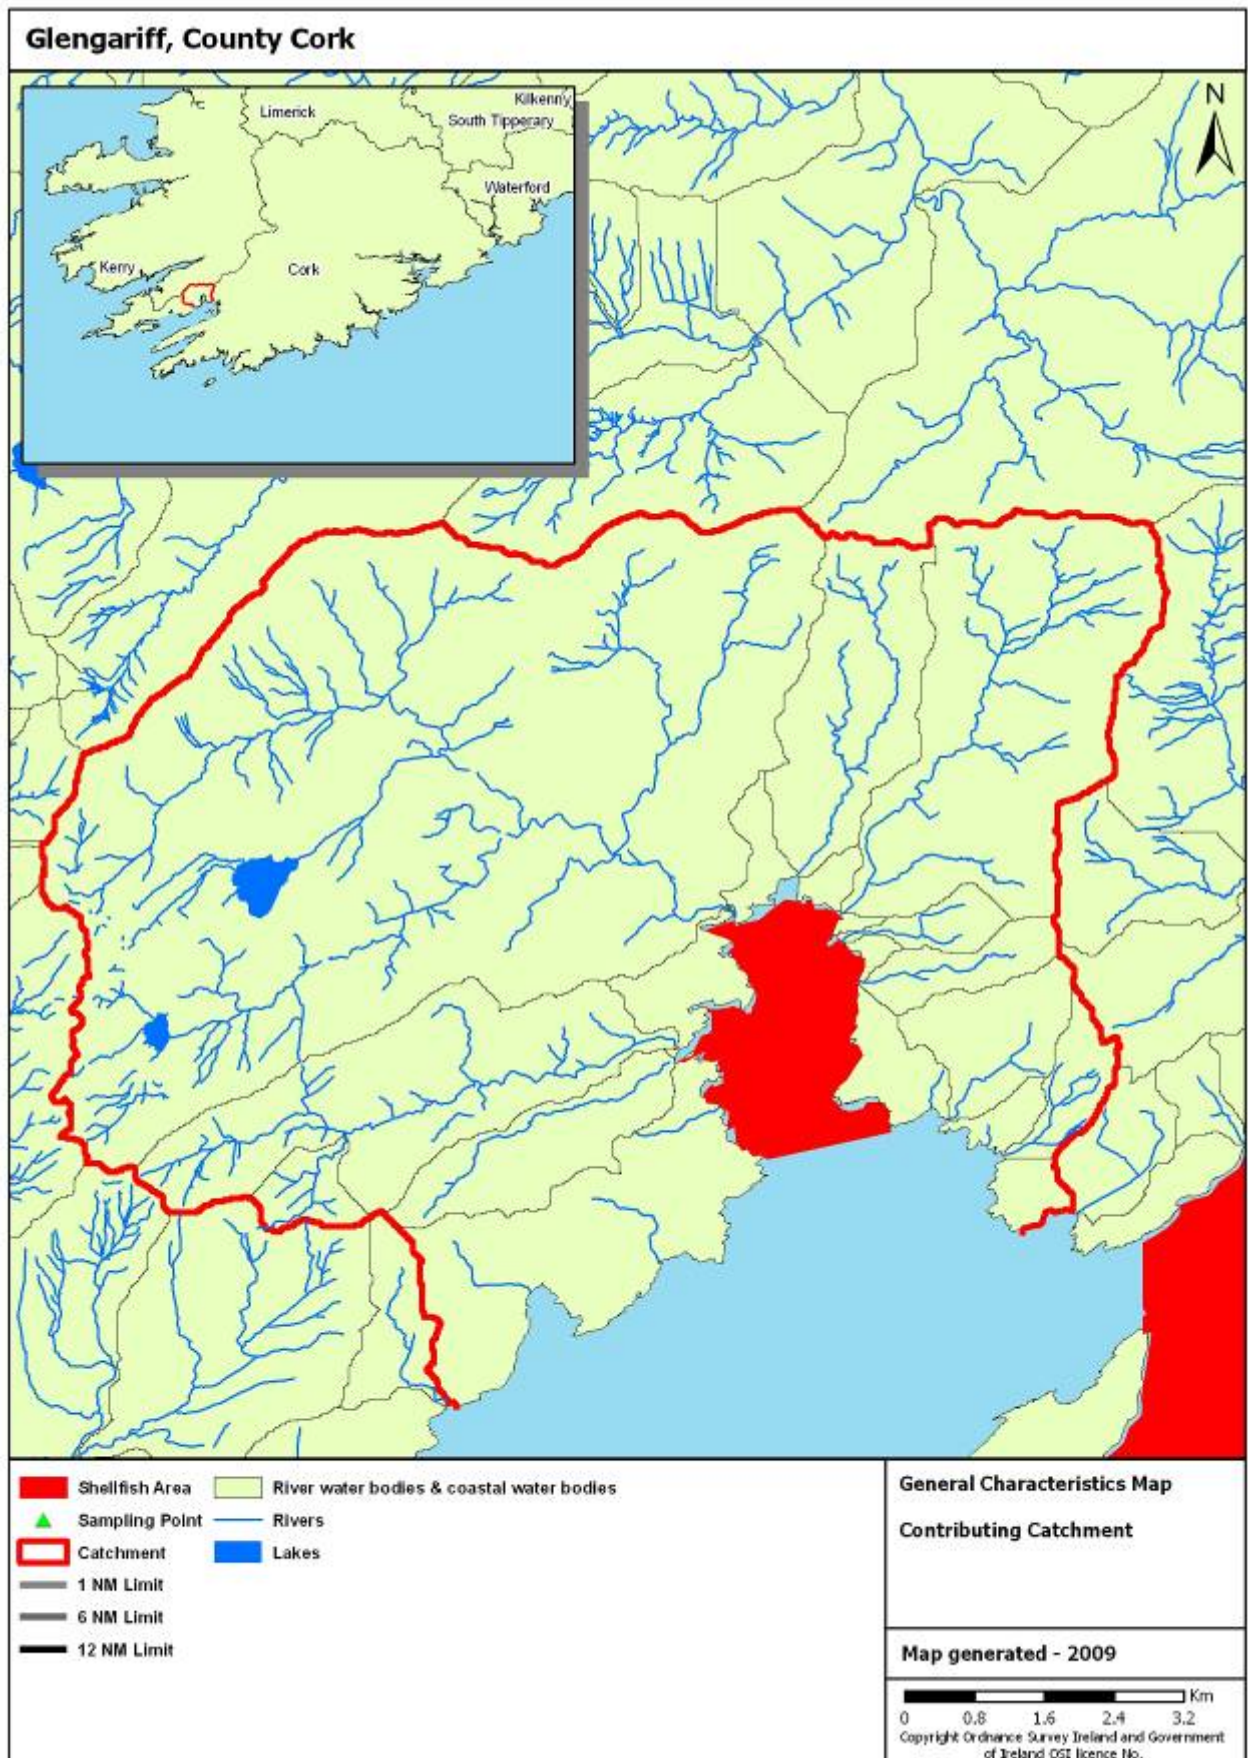 Glengariff, County Cork
Limerick
Kilkenny
South Tipperary
Waterford
Kerry
Cork
N
Shellfish Area
River water bodies & coastal water bodies
Sampling Point
Rivers
Catchment
Lakes
1 NM Limit
6 NM Limit
12 NM Limit
General Characteristics Map
Contributing Catchment
Map generated - 2009
Km
0 0.8 1.6 2.4 3.2
Copyright Ordnance Survey Ireland and Government
of Ireland OSI licence No.